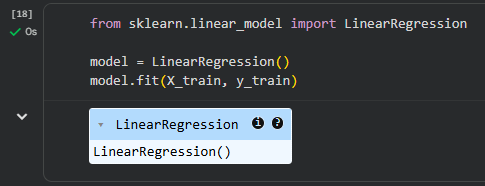 [18]
0s
from sklearn.linear_model import LinearRegression
model = LinearRegression()
model.fit(X_train, y_train)
LinearRegression i ?
LinearRegression()